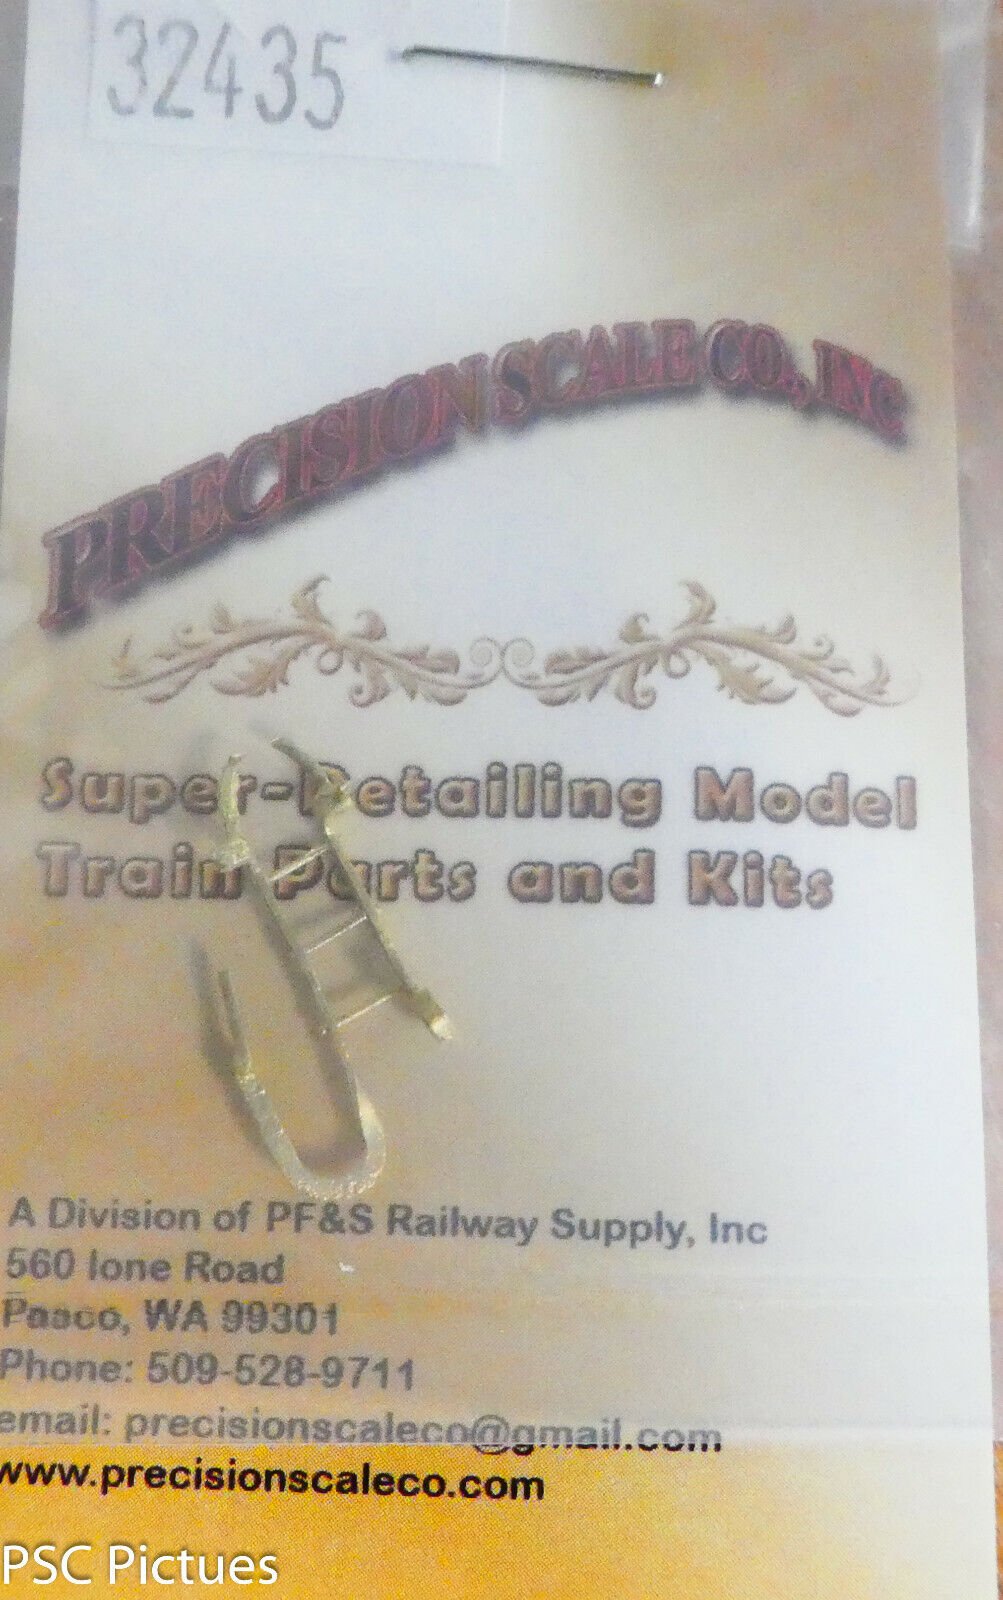 32435
PRECISION SCALE CO., INC
Super-Detailing Model
Train Parts and Kits
A Division of PF&S Railway Supply, Inc
560 Ione Road
Pasco, WA 99301
Phone: 509-528-9711
email: precisionscaleco@gmail.com
www.precisionscaleco.com
PSC Pictues